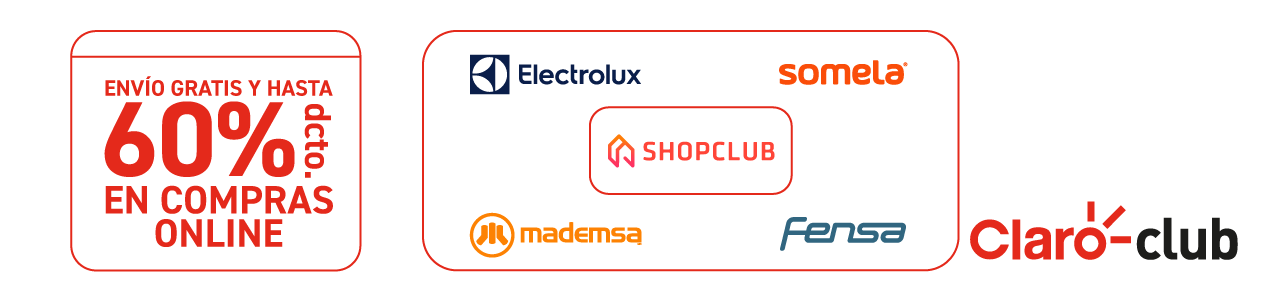 ENVÍO GRATIS Y HASTA
60% dcto.
EN COMPRAS
ONLINE
Electrolux
somela
SHOPCLUB
mademsa
Fensa
Claro-club